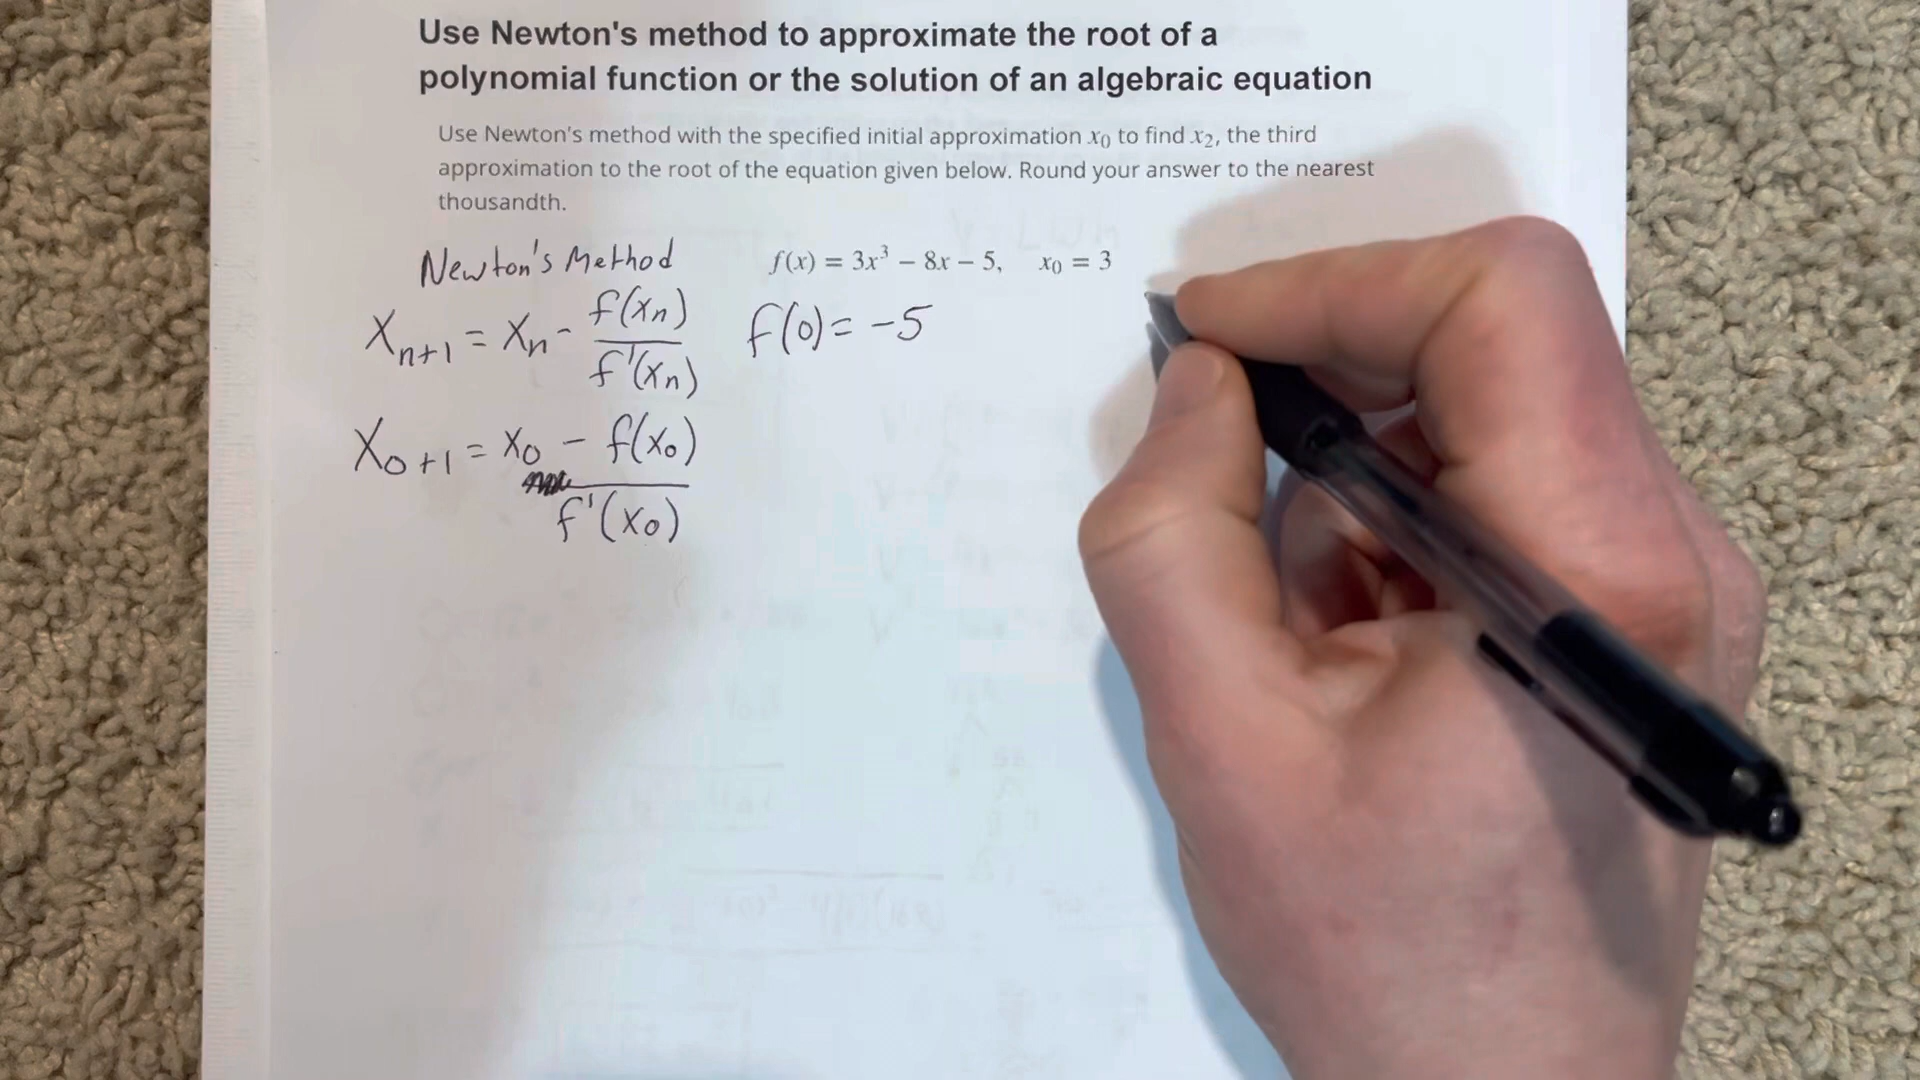 Use Newton's method to approximate the root of a
polynomial function or the solution of an algebraic equation
Use Newton's method with the specified initial approximation x₀ to find x₂, the third
approximation to the root of the equation given below. Round your answer to the nearest
thousandth.
Newton's Method
f(x) = 3x³ – 8x – 5, x₀ = 3
Xₙ₊₁ = Xₙ - f(Xₙ) / f'(Xₙ)
f(0) = -5
X₀₊₁ = X₀ - f(X₀) / f'(X₀)